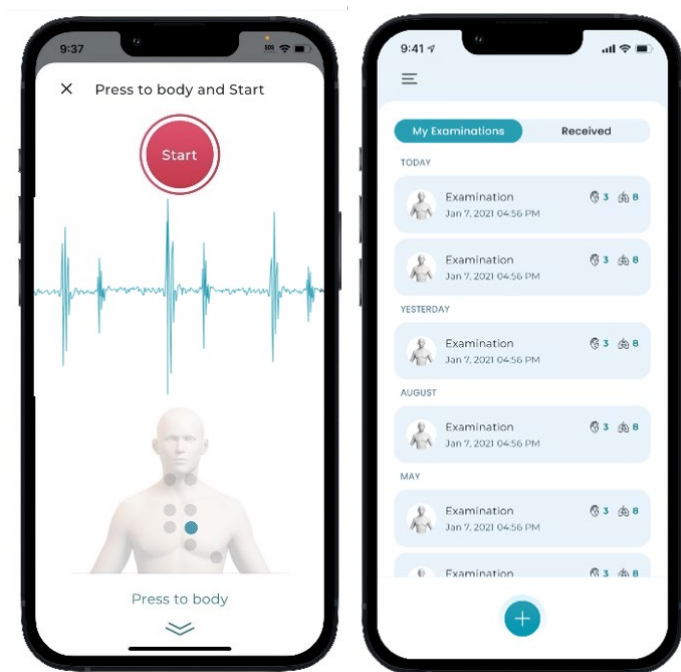 9:37
SOS
Press to body and Start
Start
Press to body
9:41
My Examinations
Received
TODAY
Examination
3
8
Jan 7, 2021 04:56 PM
Examination
3
8
Jan 7, 2021 04:56 PM
YESTERDAY
Examination
3
8
Jan 7, 2021 04:56 PM
AUGUST
Examination
3
8
Jan 7, 2021 04:56 PM
MAY
Examination
3
8
Jan 7, 2021 04:56 PM
Examination
3
8